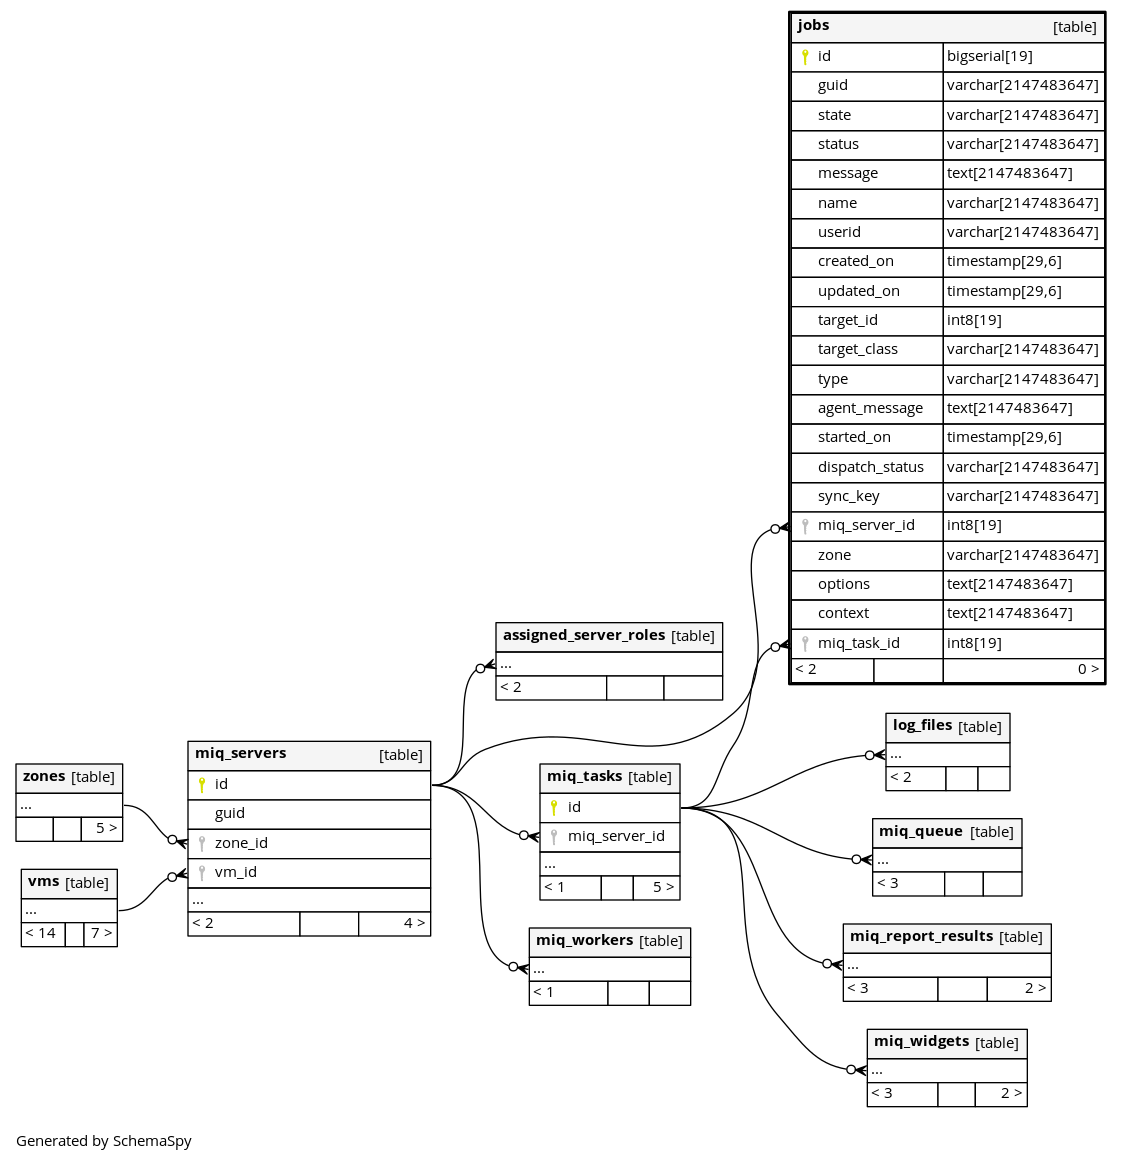 jobs [table]
id bigserial[19]
guid varchar[2147483647]
state varchar[2147483647]
status varchar[2147483647]
message text[2147483647]
name varchar[2147483647]
userid varchar[2147483647]
created_on timestamp[29,6]
updated_on timestamp[29,6]
target_id int8[19]
target_class varchar[2147483647]
type varchar[2147483647]
agent_message text[2147483647]
started_on timestamp[29,6]
dispatch_status varchar[2147483647]
sync_key varchar[2147483647]
miq_server_id int8[19]
zone varchar[2147483647]
options text[2147483647]
context text[2147483647]
miq_task_id int8[19]
< 2 0 >
assigned_server_roles [table]
...
< 2
miq_servers [table]
id
guid
zone_id
vm_id
...
< 2 4 >
zones [table]
...
5 >
vms [table]
...
< 14 7 >
miq_tasks [table]
id
miq_server_id
...
< 1 5 >
miq_workers [table]
...
< 1
log_files [table]
...
< 2
miq_queue [table]
...
< 3
miq_report_results [table]
...
< 3 2 >
miq_widgets [table]
...
< 3 2 >
Generated by SchemaSpy